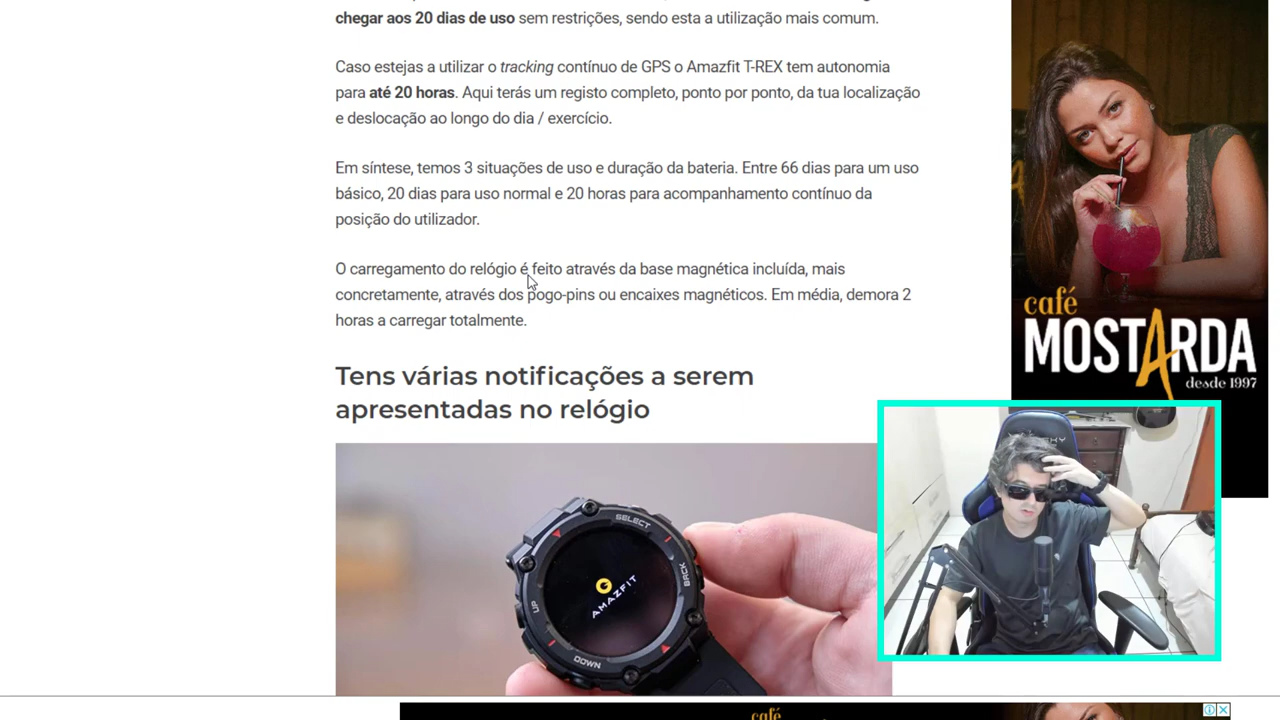 chegar aos 20 dias de uso sem restrições, sendo esta a utilização mais comum.
Caso estejas a utilizar o tracking contínuo de GPS o Amazfit T-REX tem autonomia
para até 20 horas. Aqui terás um registo completo, ponto por ponto, da tua localização
e deslocação ao longo do dia / exercício.
Em síntese, temos 3 situações de uso e duração da bateria. Entre 66 dias para um uso
básico, 20 dias para uso normal e 20 horas para acompanhamento contínuo da
posição do utilizador.
O carregamento do relógio é feito através da base magnética incluída, mais
concretamente, através dos pogo-pins ou encaixes magnéticos. Em média, demora 2
horas a carregar totalmente.
Tens várias notificações a serem
apresentadas no relógio
SELECT
BACK
UP
DOWN
AMAZFIT
café
MOSTARDA
desde 1997
café